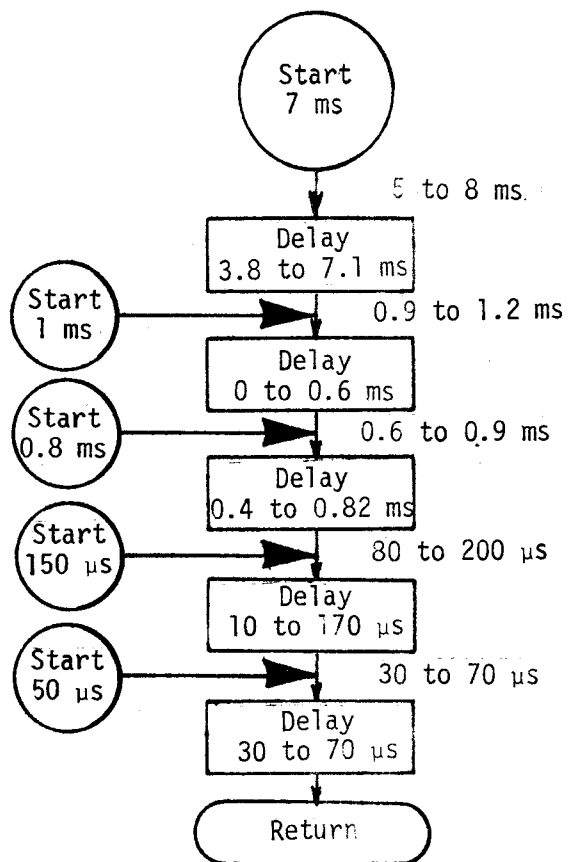 Start
7 ms
5 to 8 ms
Delay
3.8 to 7.1 ms
Start
1 ms
0.9 to 1.2 ms
Delay
0 to 0.6 ms
Start
0.8 ms
0.6 to 0.9 ms
Delay
0.4 to 0.82 ms
Start
150 µs
80 to 200 µs
Delay
10 to 170 µs
Start
50 µs
30 to 70 µs
Delay
30 to 70 µs
Return